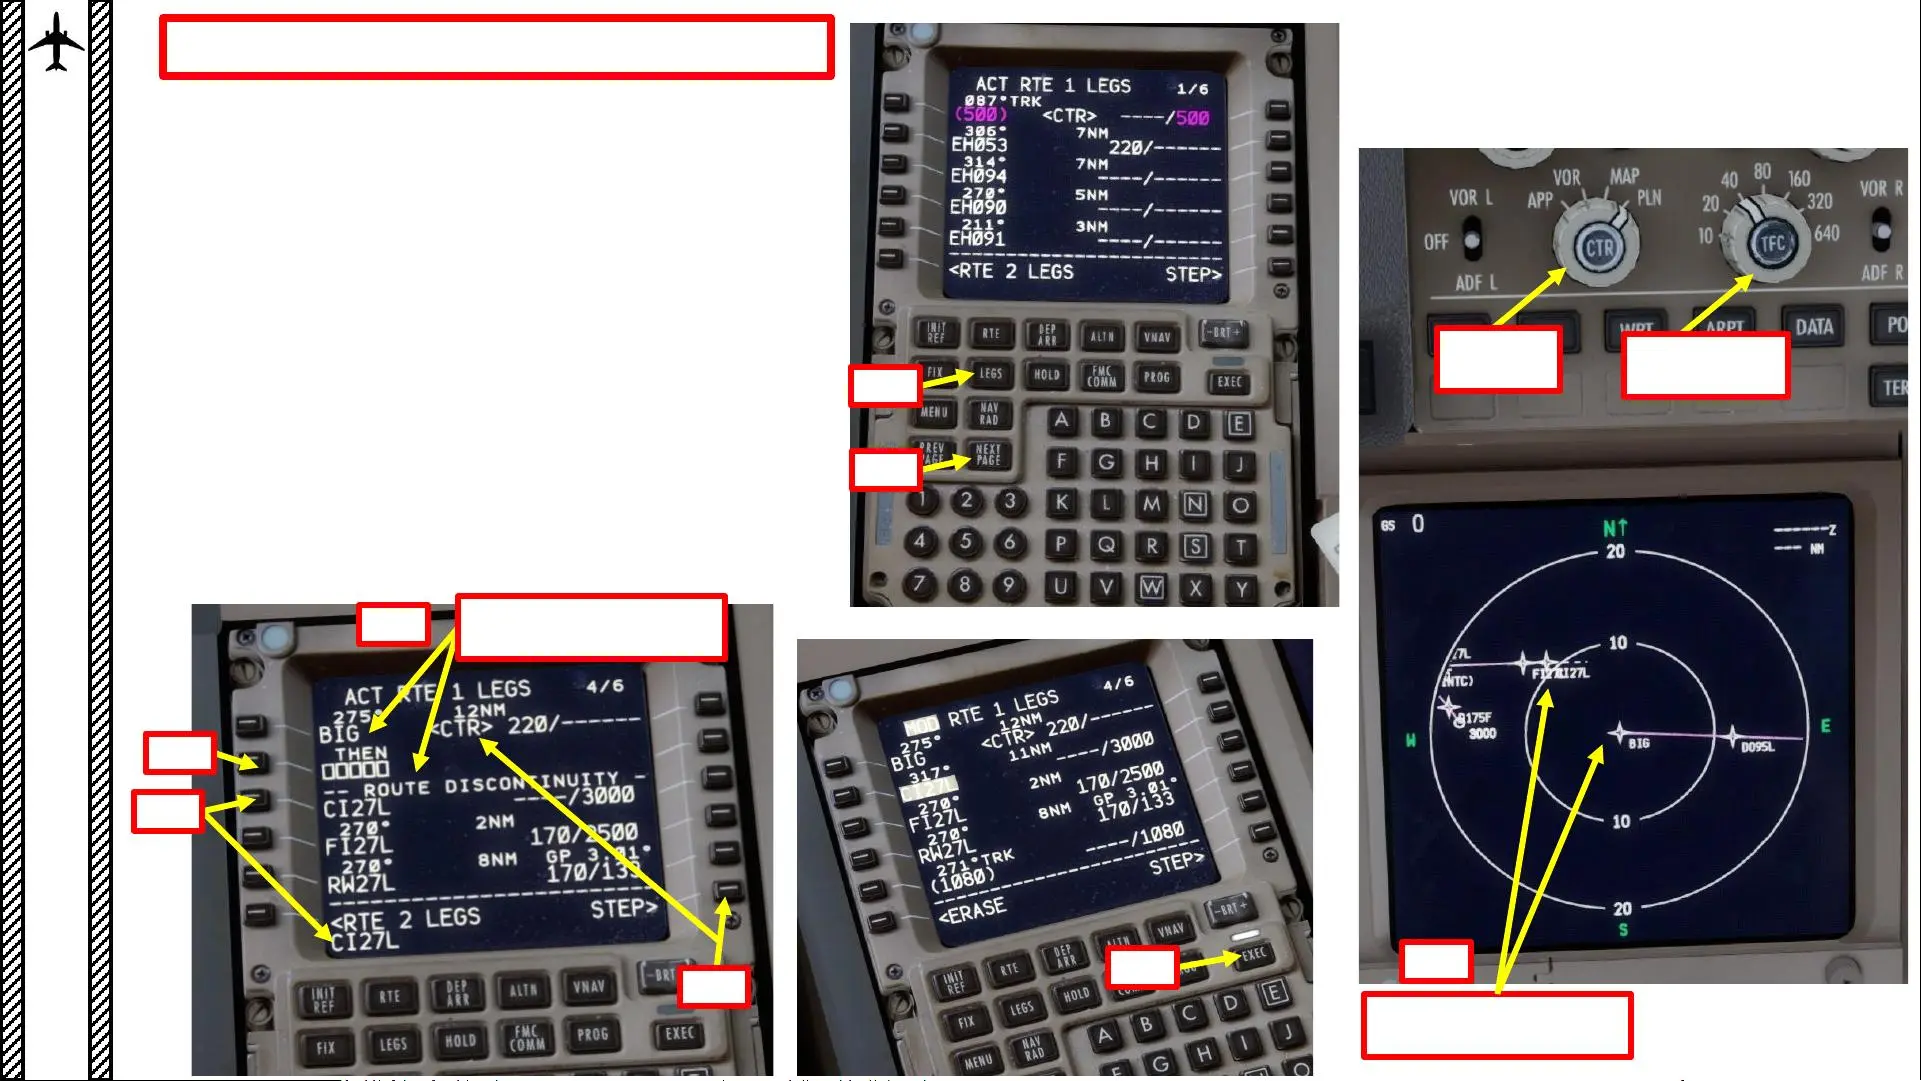 ACT RTE 1 LEGS 1/6
087°TRK
(500) <CTR> ----/500
306° 7NM
EH053 220/------
314° 7NM
EH094 ----/------
270° 5NM
EH090 ----/------
211° 3NM
EH091 ----/------
<RTE 2 LEGS STEP>
INIT REF RTE DEP ARR ALTN VNAV -BRT+
FIX LEGS HOLD FMC COMM PROG EXEC
MENU NAV RAD
PREV PAGE NEXT PAGE
A B C D E
F G H I J
1 2 3 K L M N O
4 5 6 P Q R S T
7 8 9 U V W X Y
VOR L
OFF
ADF L
APP VOR MAP PLN
CTR
10 20 40 80 160 320 640
TFC
VOR R
ADF R
WPT ARPT DATA PO
TER
GS 0
N↑
------Z
--- NM
20
10
27L
FI27L CI27L
(NTC)
D175F
3000
W E
BIG D095L
10
20
S
ACT RTE 1 LEGS 4/6
275° 12NM
BIG <CTR> 220/------
THEN
□□□□□
-- ROUTE DISCONTINUITY -
CI27L ----/3000
270° 2NM
FI27L 170/2500
270° 8NM GP 3.01°
RW27L 170/133
<RTE 2 LEGS STEP>
CI27L
INIT REF RTE DEP ARR ALTN VNAV -BRT
FIX LEGS HOLD FMC COMM PROG EXEC
MOD RTE 1 LEGS 4/6
275° 12NM
BIG <CTR> 220/------
317° 11NM
CI27L ----/3000
270° 2NM
FI27L 170/2500
270° 8NM GP 3.01°
RW27L 170/133
271°TRK
(1080) ----/1080
<ERASE STEP>
INIT REF RTE DEP ARR ALTN VNAV -BRT+
FIX LEGS HOLD EXEC
MENU NAV RAD
A B C D E
G H I J